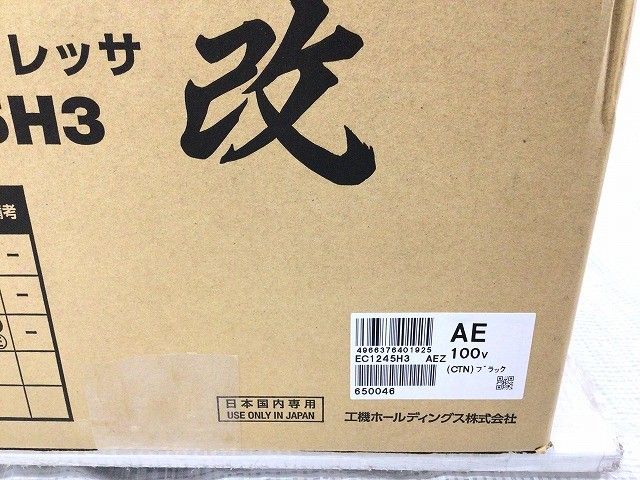 レッサ
改
5H3
備考
-
-
-
4966376401925
AE
EC1245H3 AEZ
100V
(CTN)ブラック
650046
日本国内専用
USE ONLY IN JAPAN
工機ホールディングス株式会社